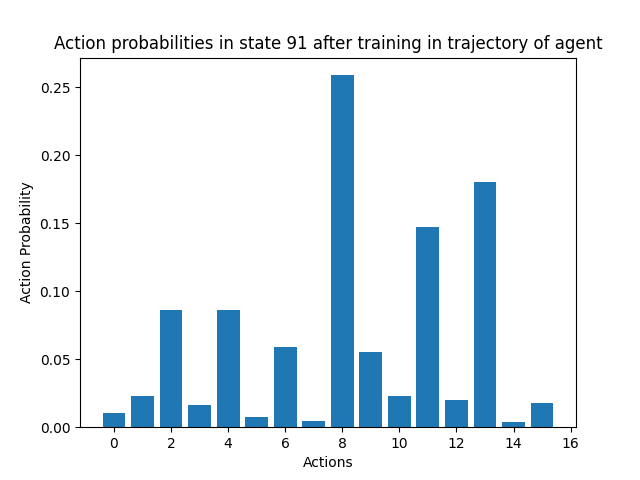 Action probabilities in state 91 after training in trajectory of agent
0.25
0.20
0.15
0.10
0.05
0.00
Action Probability
0 2 4 6 8 10 12 14 16
Actions